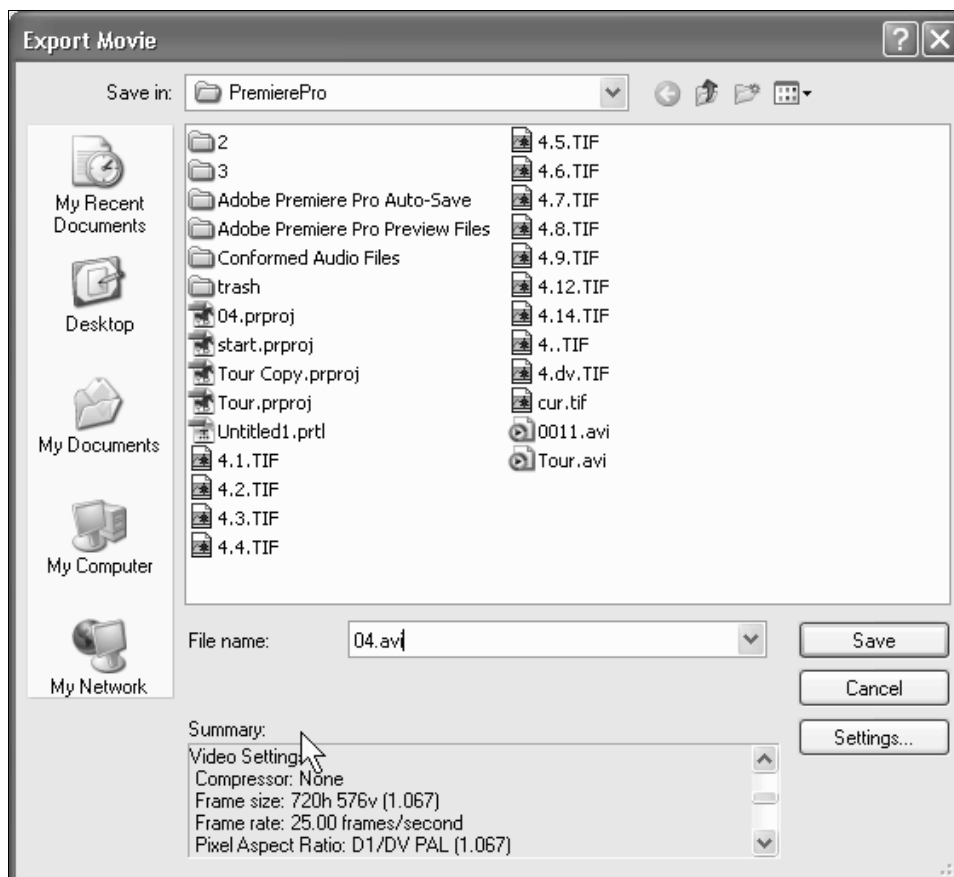 Export Movie
Save in:
PremierePro
My Recent
Documents
Desktop
My Documents
My Computer
My Network
2
3
Adobe Premiere Pro Auto-Save
Adobe Premiere Pro Preview Files
Conformed Audio Files
trash
04.prproj
start.prproj
Tour Copy.prproj
Tour.prproj
Untitled1.prtl
4.1.TIF
4.2.TIF
4.3.TIF
4.4.TIF
4.5.TIF
4.6.TIF
4.7.TIF
4.8.TIF
4.9.TIF
4.12.TIF
4.14.TIF
4..TIF
4.dv.TIF
cur.tif
0011.avi
Tour.avi
File name:
04.avi
Save
Cancel
Settings...
Summary:
Video Settings
Compressor: None
Frame size: 720h 576v (1.067)
Frame rate: 25.00 frames/second
Pixel Aspect Ratio: D1/DV PAL (1.067)